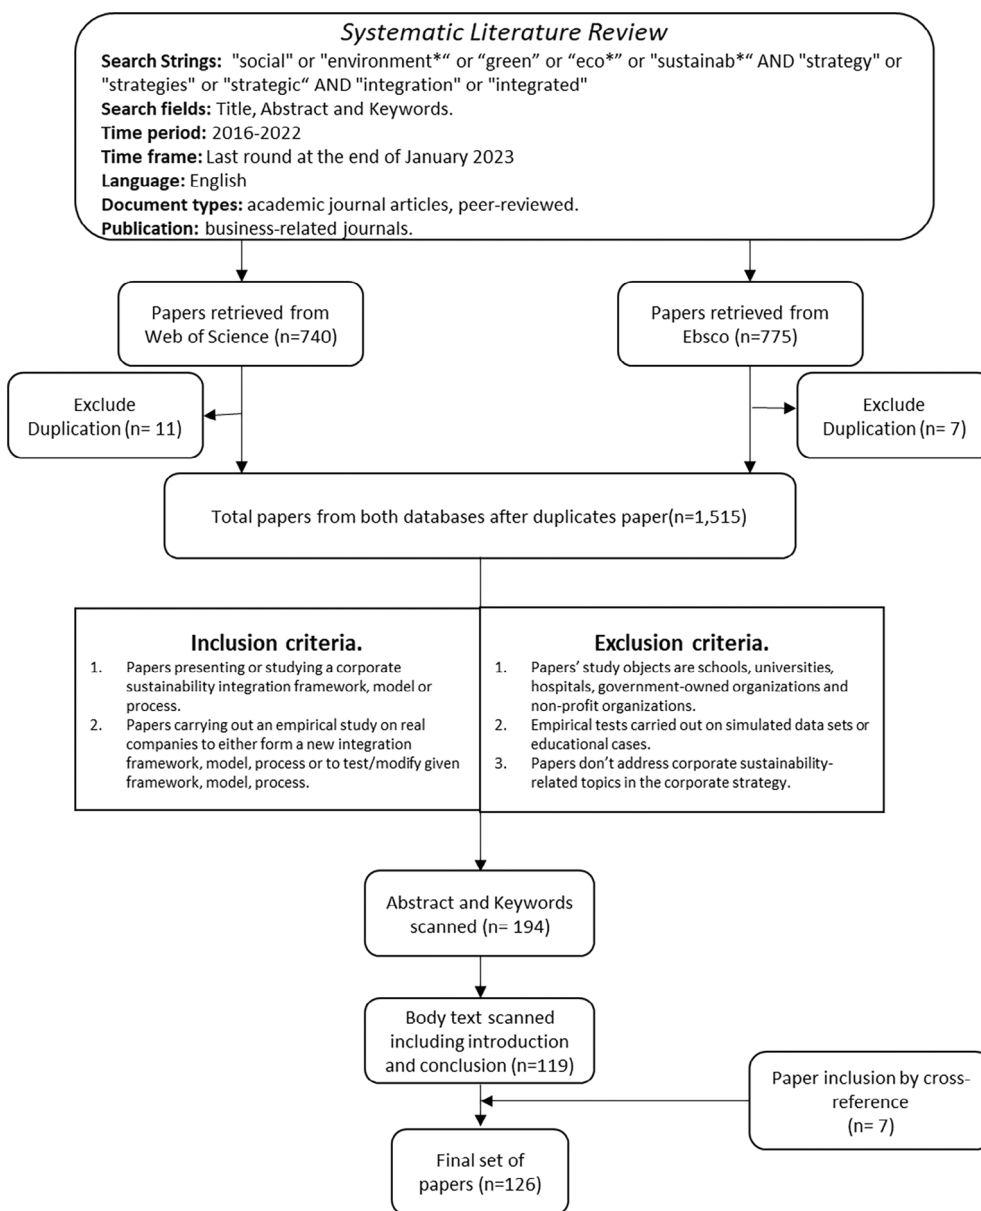 Systematic Literature Review
Search Strings: "social" or "environment*“ or “green” or “eco*” or “sustainab*“ AND "strategy" or
"strategies" or "strategic“ AND "integration" or "integrated"
Search fields: Title, Abstract and Keywords.
Time period: 2016-2022
Time frame: Last round at the end of January 2023
Language: English
Document types: academic journal articles, peer-reviewed.
Publication: business-related journals.
Papers retrieved from
Web of Science (n=740)
Papers retrieved from
Ebsco (n=775)
Exclude
Duplication (n= 11)
Exclude
Duplication (n= 7)
Total papers from both databases after duplicates paper(n=1,515)
Inclusion criteria.
1. Papers presenting or studying a corporate
sustainability integration framework, model or
process.
2. Papers carrying out an empirical study on real
companies to either form a new integration
framework, model, process or to test/modify given
framework, model, process.
Exclusion criteria.
1. Papers’ study objects are schools, universities,
hospitals, government-owned organizations and
non-profit organizations.
2. Empirical tests carried out on simulated data sets or
educational cases.
3. Papers don’t address corporate sustainability-
related topics in the corporate strategy.
Abstract and Keywords
scanned (n= 194)
Body text scanned
including introduction
and conclusion (n=119)
Paper inclusion by cross-
reference
(n= 7)
Final set of
papers (n=126)